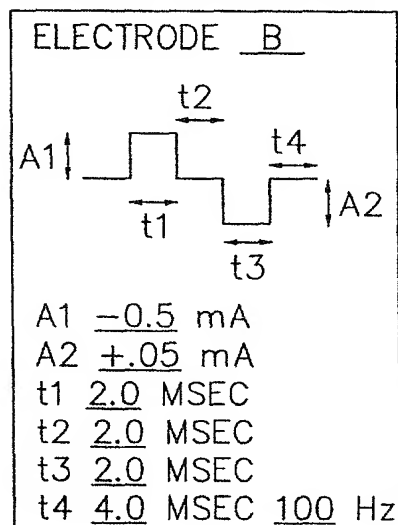 ELECTRODE B
t2
t4
A1
t1
A2
t3
A1 -0.5 mA
A2 +.05 mA
t1 2.0 MSEC
t2 2.0 MSEC
t3 2.0 MSEC
t4 4.0 MSEC 100 Hz